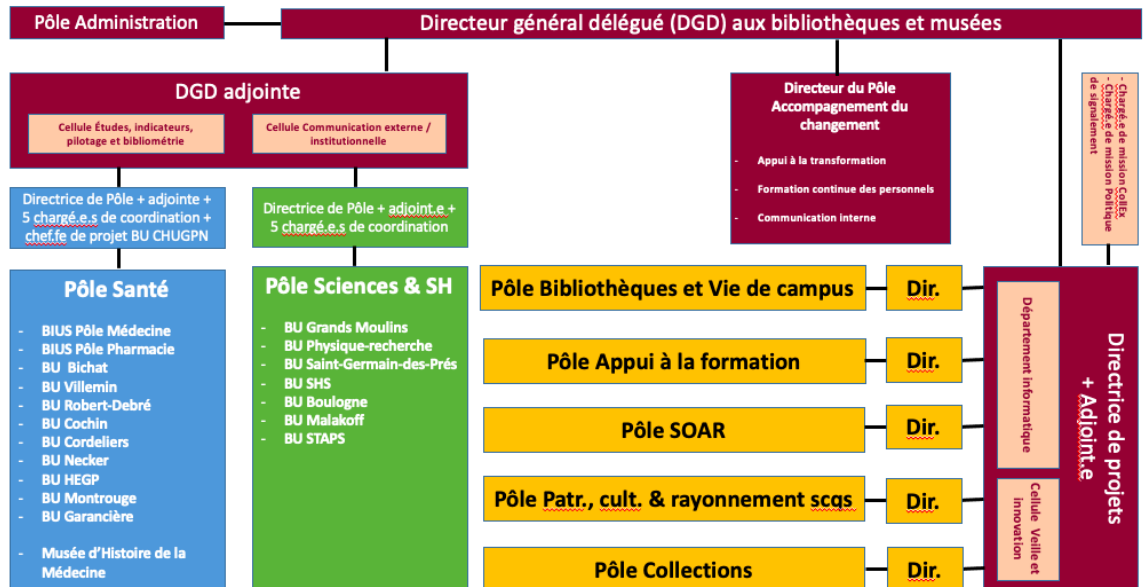 Pôle Administration
Directeur général délégué (DGD) aux bibliothèques et musées
DGD adjointe
Cellule Études, indicateurs,
pilotage et bibliométrie
Cellule Communication externe /
institutionnelle
Directeur du Pôle
Accompagnement du
changement
- Appui à la transformation
- Formation continue des personnels
- Communication interne
- Chargé.e de mission CollEx
- Chargé.e de mission Politique
de signalement
Directrice de Pôle + adjointe +
5 chargé.e.s de coordination +
chef.fe de projet BU CHUGPN
Directrice de Pôle + adjoint.e +
5 chargé.e.s de coordination
Pôle Santé
- BIUS Pôle Médecine
- BIUS Pôle Pharmacie
- BU Bichat
- BU Villemin
- BU Robert-Debré
- BU Cochin
- BU Cordeliers
- BU Necker
- BU HEGP
- BU Montrouge
- BU Garancière
- Musée d'Histoire de la
Médecine
Pôle Sciences & SH
- BU Grands Moulins
- BU Physique-recherche
- BU Saint-Germain-des-Prés
- BU SHS
- BU Boulogne
- BU Malakoff
- BU STAPS
Pôle Bibliothèques et Vie de campus
Dir.
Pôle Appui à la formation
Dir.
Pôle SOAR
Dir.
Pôle Patr., cult. & rayonnement scqs
Dir.
Pôle Collections
Dir.
Département informatique
Cellule Veille et
innovation
Directrice de projets
+ Adjoint.e